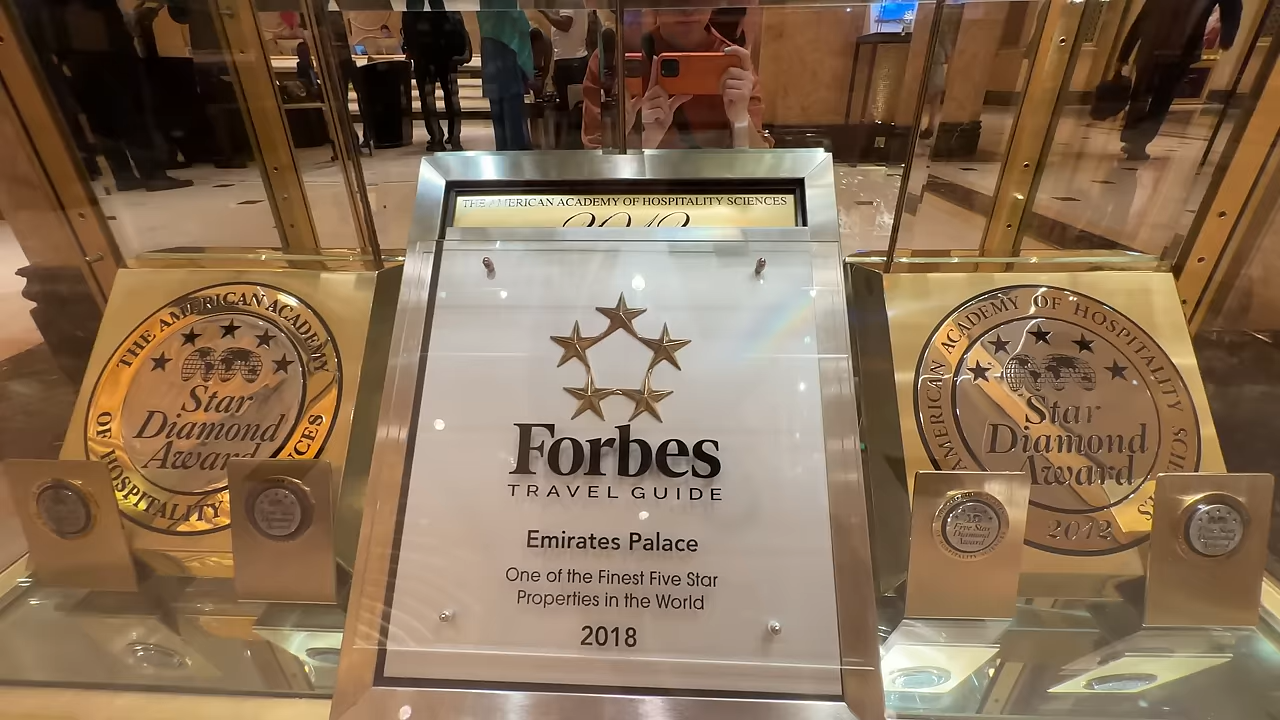 THE AMERICAN ACADEMY OF HOSPITALITY SCIENCES
THE AMERICAN ACADEMY
OF HOSPITALITY
NCES
Star
Diamond
Award
Forbes
TRAVEL GUIDE
Emirates Palace
One of the Finest Five Star
Properties in the World
2018
AMERICAN ACADEMY OF HOSPITALITY SCI
Star
Diamond
Award
2012
Five Star
Diamond
Award